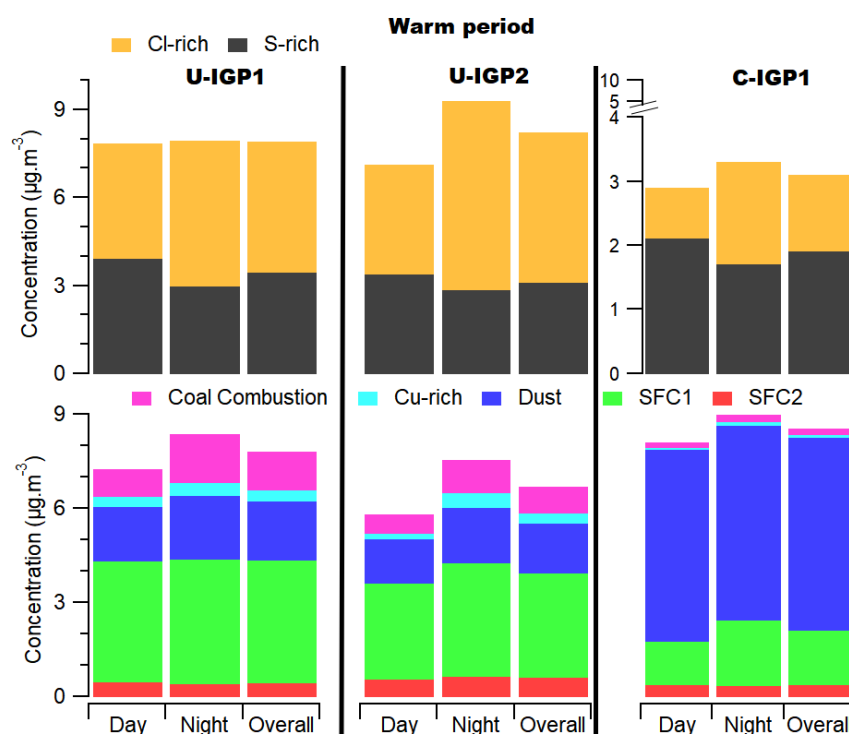 Warm period
Cl-rich S-rich
U-IGP1 U-IGP2 C-IGP1
Concentration (µg.m⁻³)
9
6
3
0
10
5
4
3
2
1
0
Coal Combustion Cu-rich Dust SFC1 SFC2
Concentration (µg.m⁻³)
9
6
3
0
Day Night Overall Day Night Overall Day Night Overall